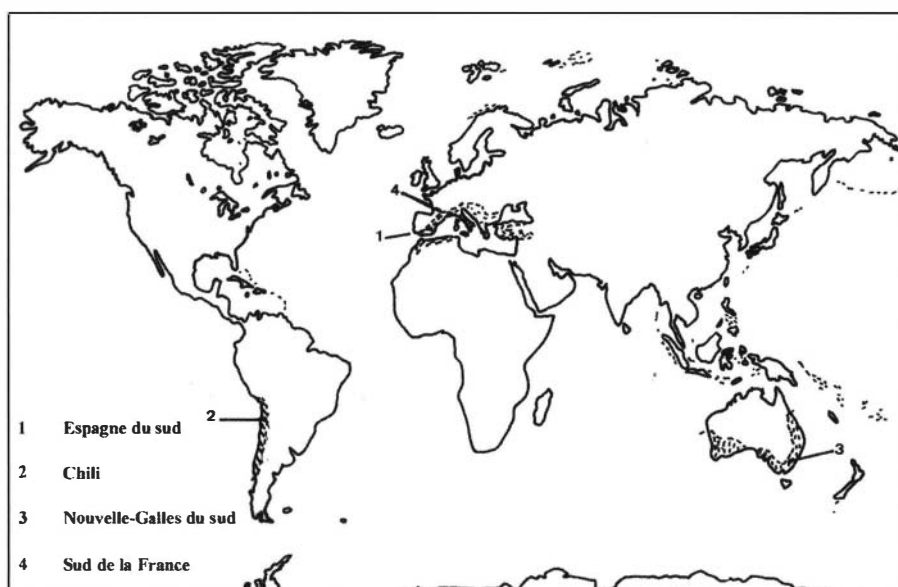 4
1
2
3
1 Espagne du sud
2 Chili
3 Nouvelle-Galles du sud
4 Sud de la France